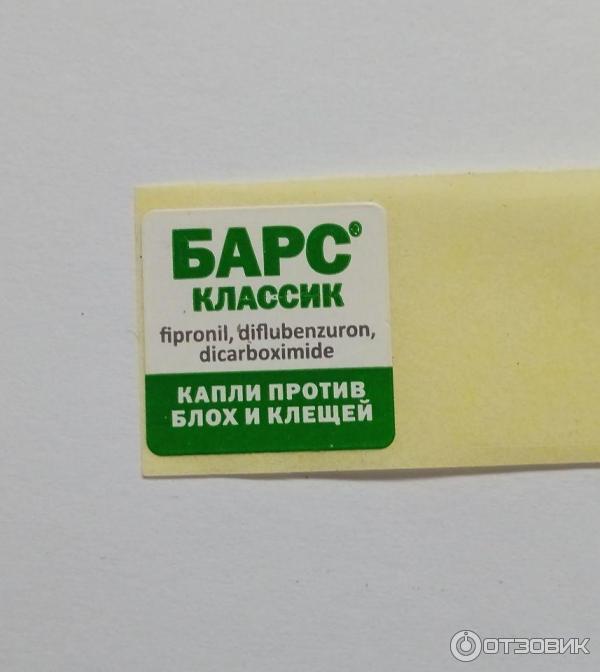 БАРС®
КЛАССИК
fipronil, diflubenzuron,
dicarboximide
КАПЛИ ПРОТИВ
БЛОХ И КЛЕЩЕЙ
ОТЗОВИК